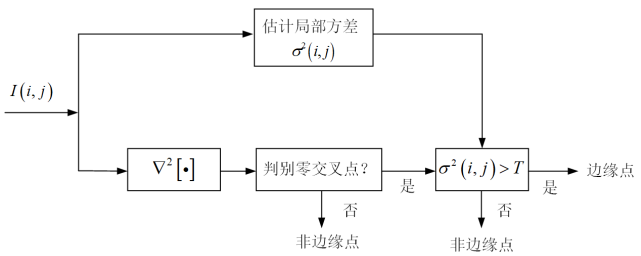 估计局部方差
σ²(i,j)
I(i,j)
∇²[•]
判别零交叉点？
是
σ²(i,j)>T
是
边缘点
否
非边缘点
否
非边缘点